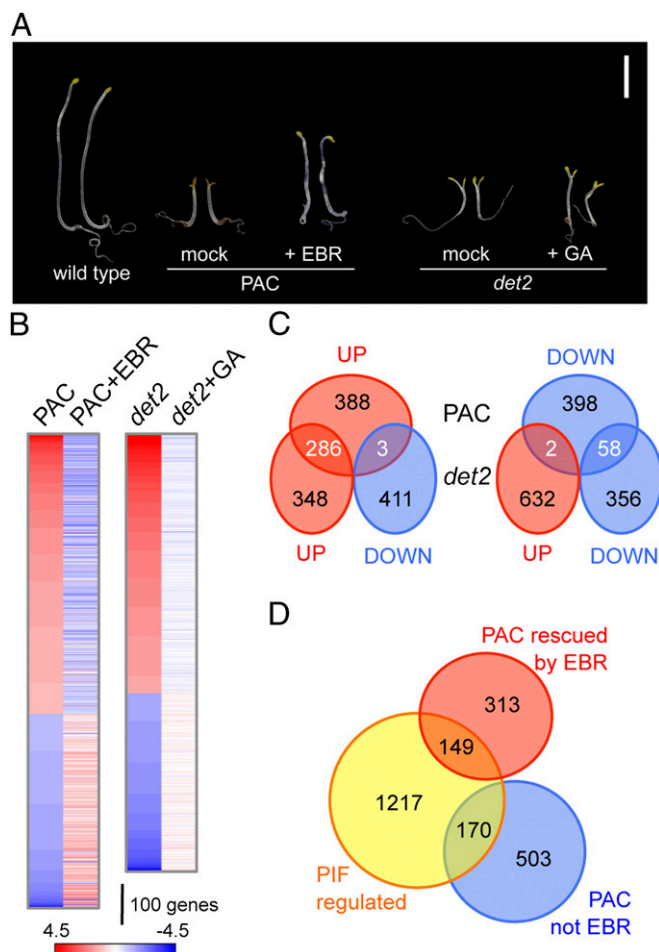 A
wild type
mock
+ EBR
PAC
mock
+ GA
det2
B
PAC
PAC+EBR
det2
det2+GA
100 genes
4.5
-4.5
C
UP
388
286
3
348
411
UP
DOWN
PAC
det2
DOWN
398
2
58
632
356
UP
DOWN
D
PAC rescued
by EBR
313
149
1217
170
503
PIF
regulated
PAC
not EBR